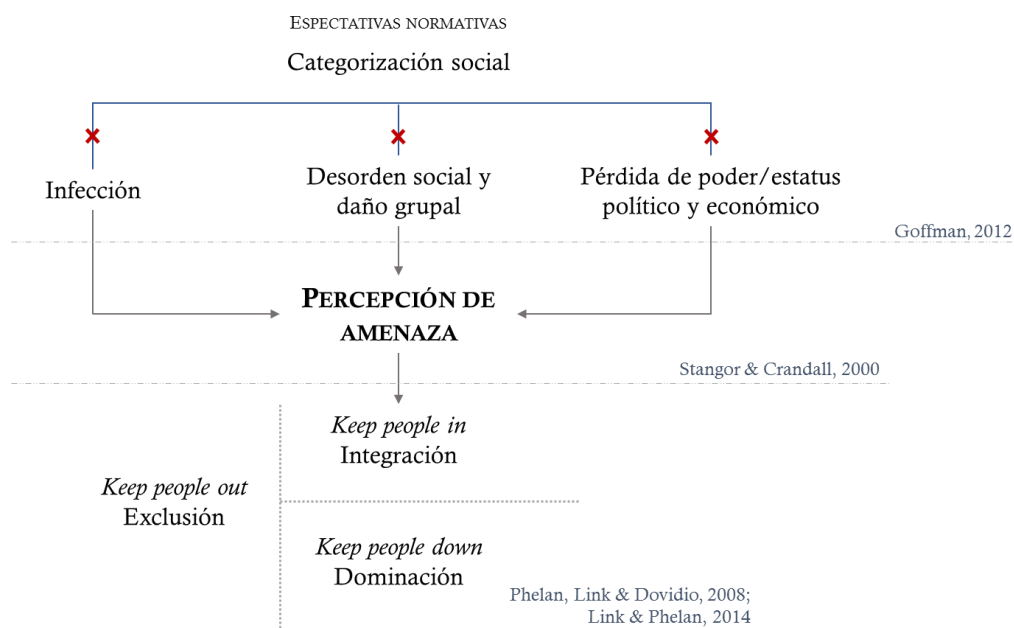 ESPECTATIVAS NORMATIVAS
Categorización social
Infección
Desorden social y
daño grupal
Pérdida de poder/estatus
político y económico
Goffman, 2012
PERCEPCIÓN DE
AMENAZA
Stangor & Crandall, 2000
Keep people in
Integración
Keep people out
Exclusión
Keep people down
Dominación
Phelan, Link & Dovidio, 2008;
Link & Phelan, 2014